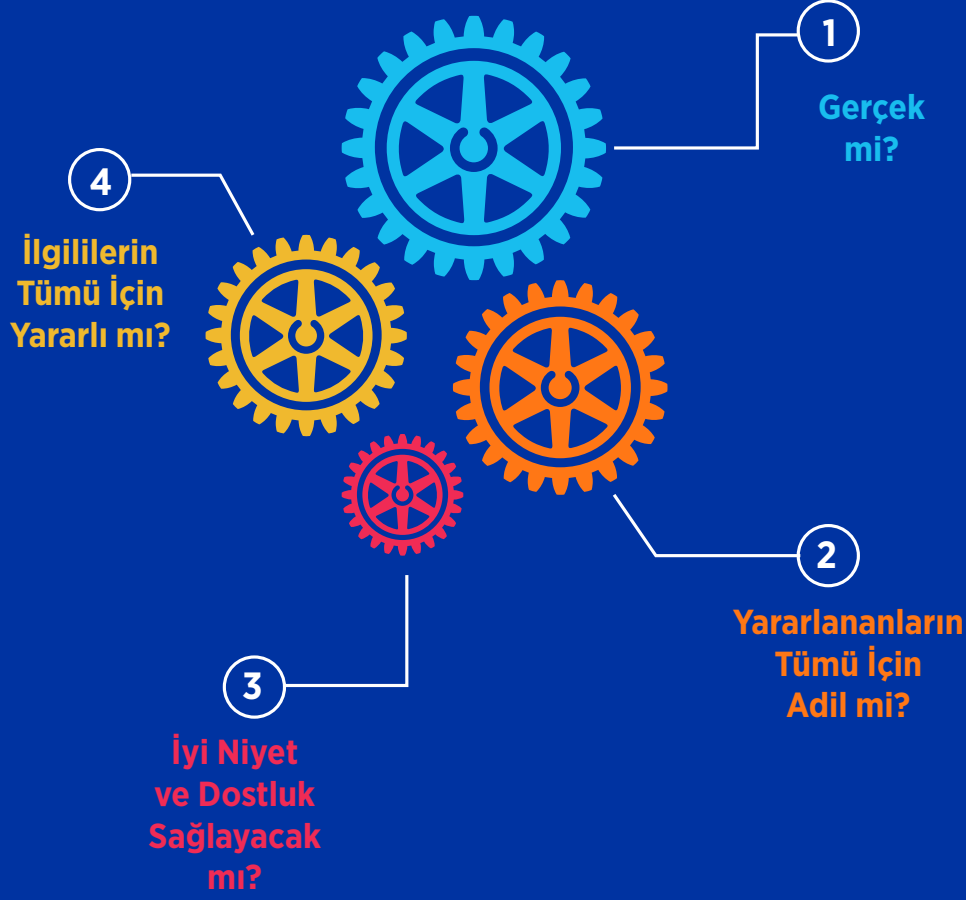 1
Gerçek
mi?
2
Yararlananların
Tümü İçin
Adil mi?
3
İyi Niyet
ve Dostluk
Sağlayacak
mı?
4
İlgililerin
Tümü İçin
Yararlı mı?